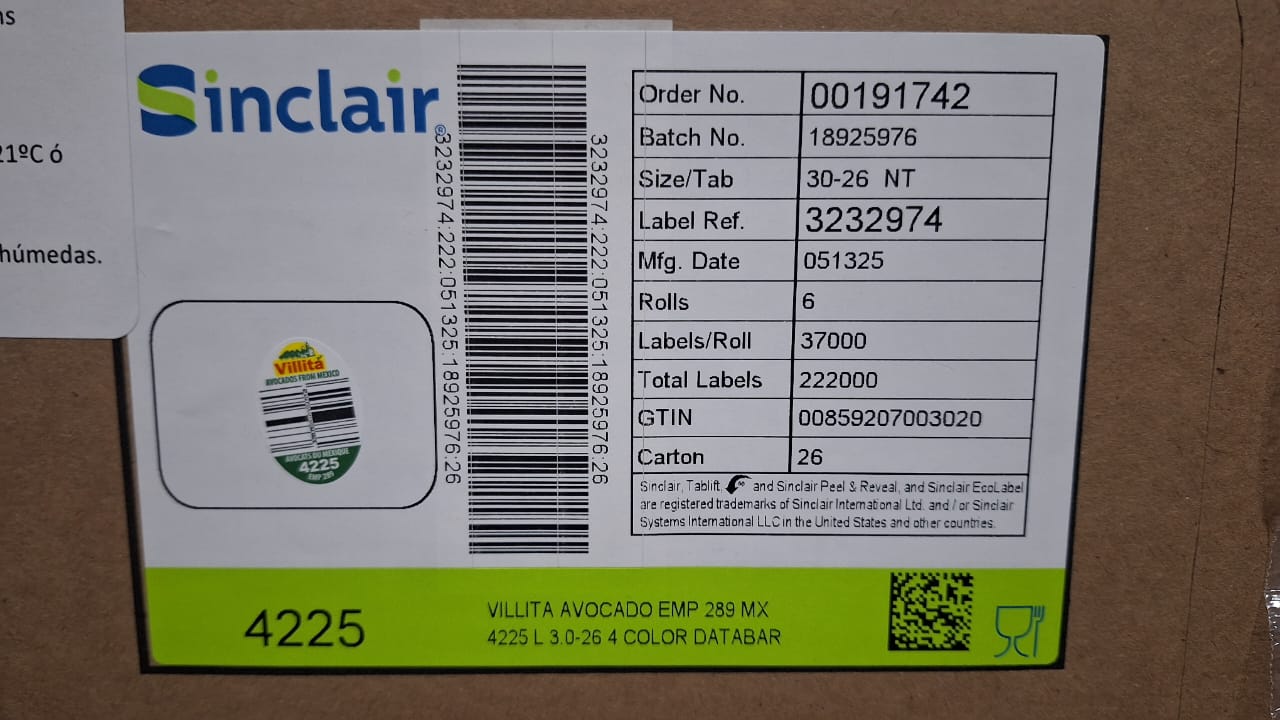 ns
21ºC ó
húmedas.
Sinclair®
3232974:222:051325:18925976:26
3232974:222:051325:18925976:26
Order No. 00191742
Batch No. 18925976
Size/Tab 30-26 NT
Label Ref. 3232974
Mfg. Date 051325
Rolls 6
Labels/Roll 37000
Total Labels 222000
GTIN 00859207003020
Carton 26
Sinclair, Tablift, and Sinclair Peel & Reveal, and Sinclair EcoLabel
are registered trademarks of Sinclair International Ltd. and / or Sinclair
Systems International LLC in the United States and other countries.
Villitá
AVOCADOS FROM MEXICO
AVOCATS DU MEXIQUE
4225
EMP 289
4225
VILLITA AVOCADO EMP 289 MX
4225 L 3.0-26 4 COLOR DATABAR